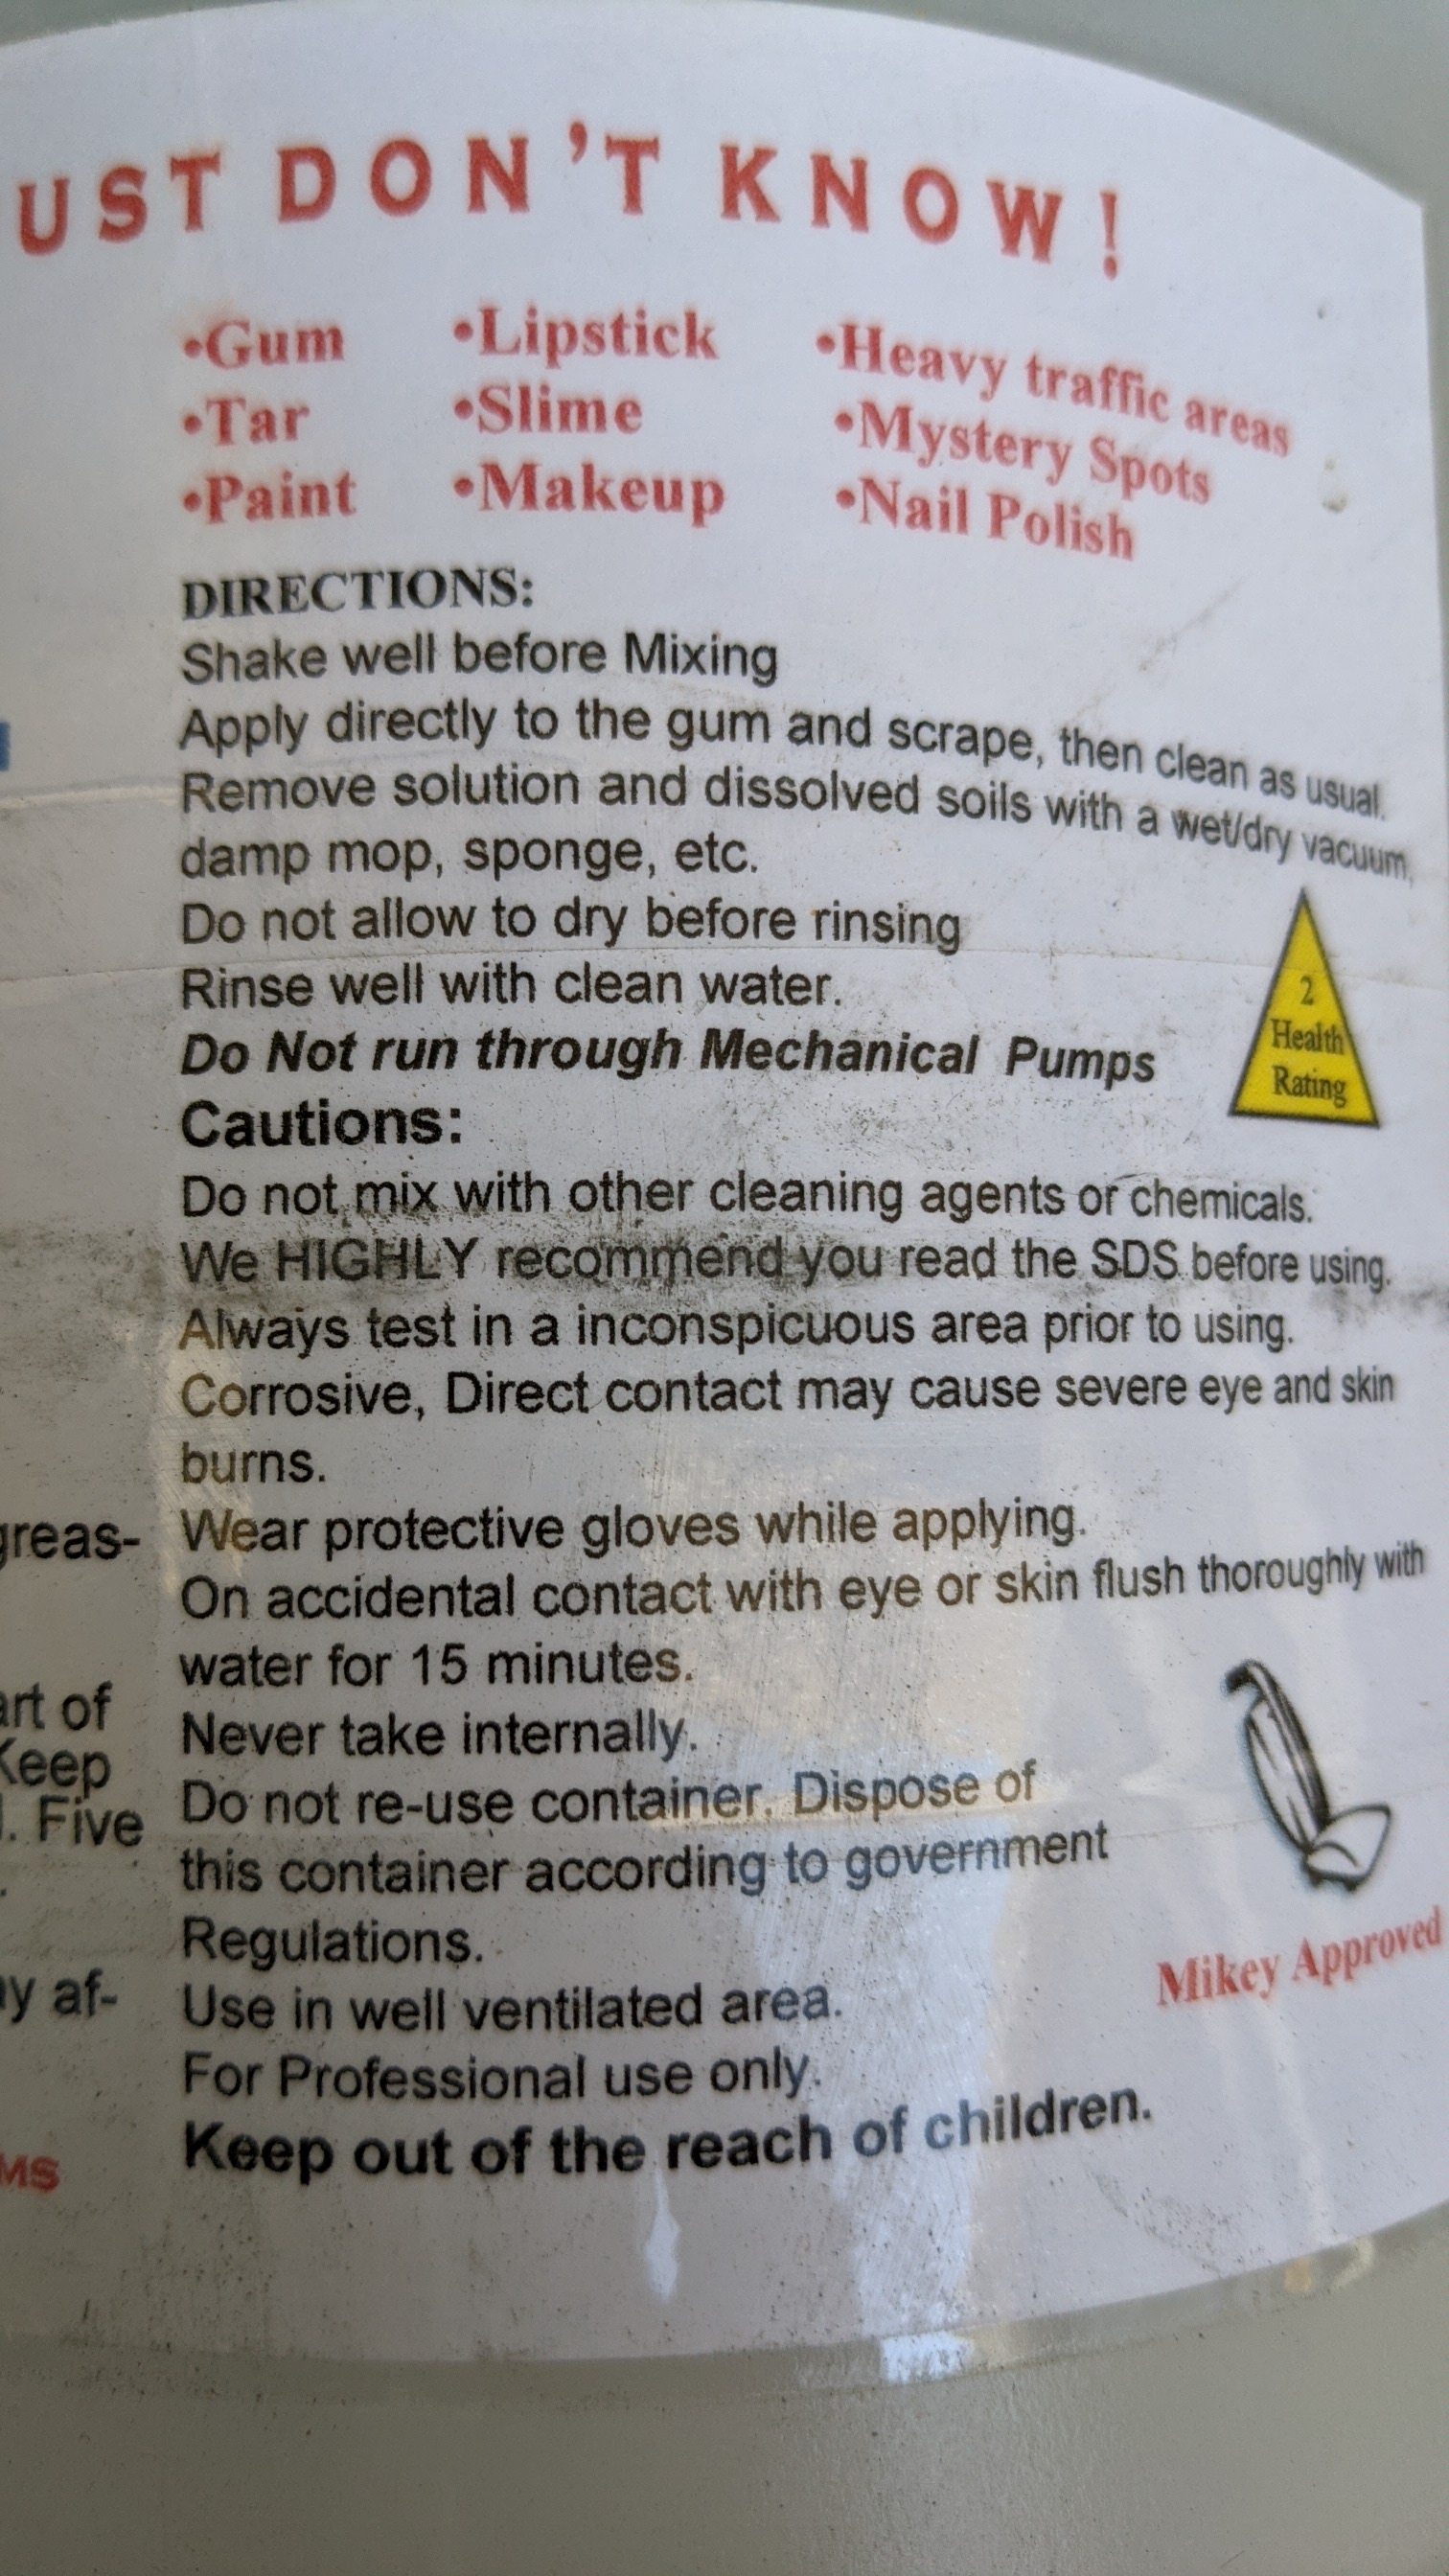 UST DON'T KNOW!
•Gum •Lipstick •Heavy traffic areas
•Tar •Slime •Mystery Spots
•Paint •Makeup •Nail Polish
DIRECTIONS:
Shake well before Mixing
Apply directly to the gum and scrape, then clean as usual.
Remove solution and dissolved soils with a wet/dry vacuum,
damp mop, sponge, etc.
Do not allow to dry before rinsing
Rinse well with clean water.
Do Not run through Mechanical Pumps
2
Health
Rating
Cautions:
Do not mix with other cleaning agents or chemicals.
We HIGHLY recommend you read the SDS before using.
Always test in a inconspicuous area prior to using.
Corrosive, Direct contact may cause severe eye and skin
burns.
Wear protective gloves while applying.
On accidental contact with eye or skin flush thoroughly with
water for 15 minutes.
Never take internally.
Do not re-use container. Dispose of
this container according to government
Regulations.
Use in well ventilated area.
For Professional use only.
Keep out of the reach of children.
Mikey Approved
greas-
art of
Keep
. Five
y af-
MS